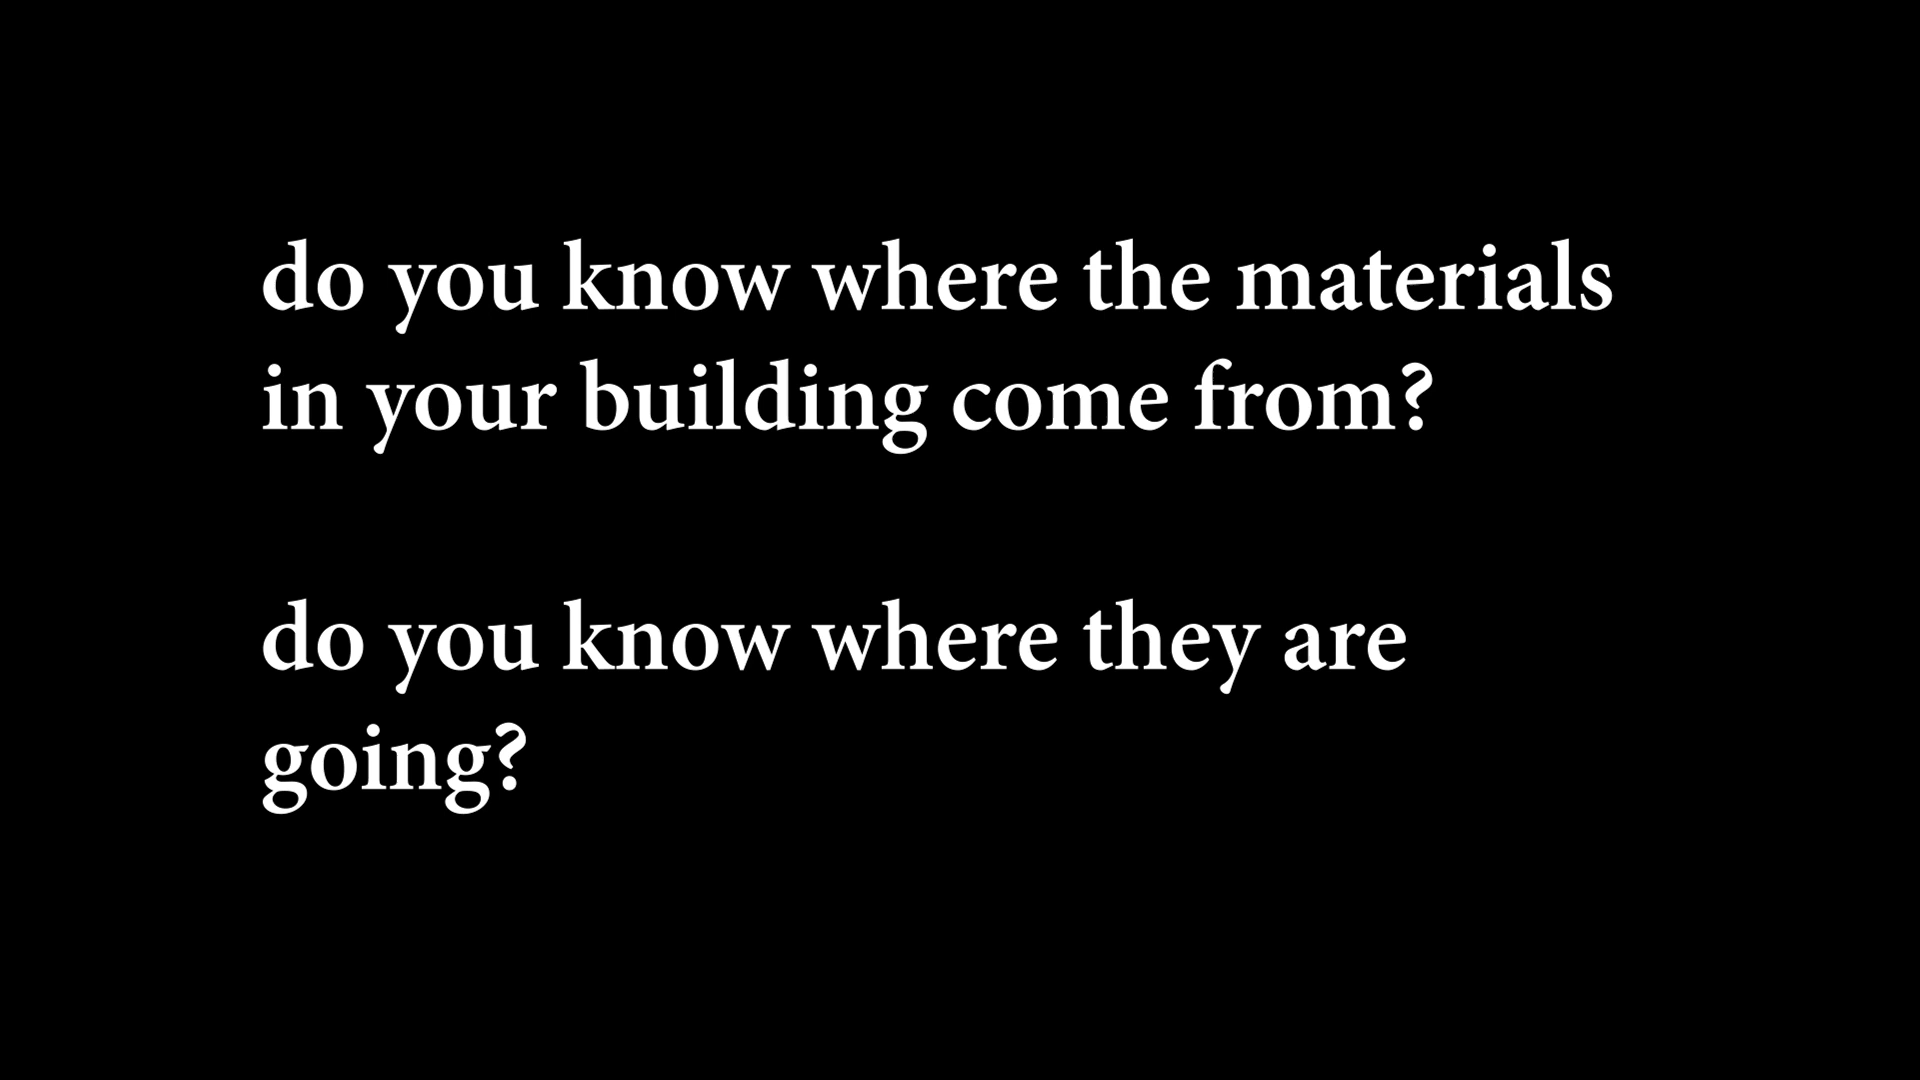 do you know where the materials
in your building come from?
do you know where they are
going?